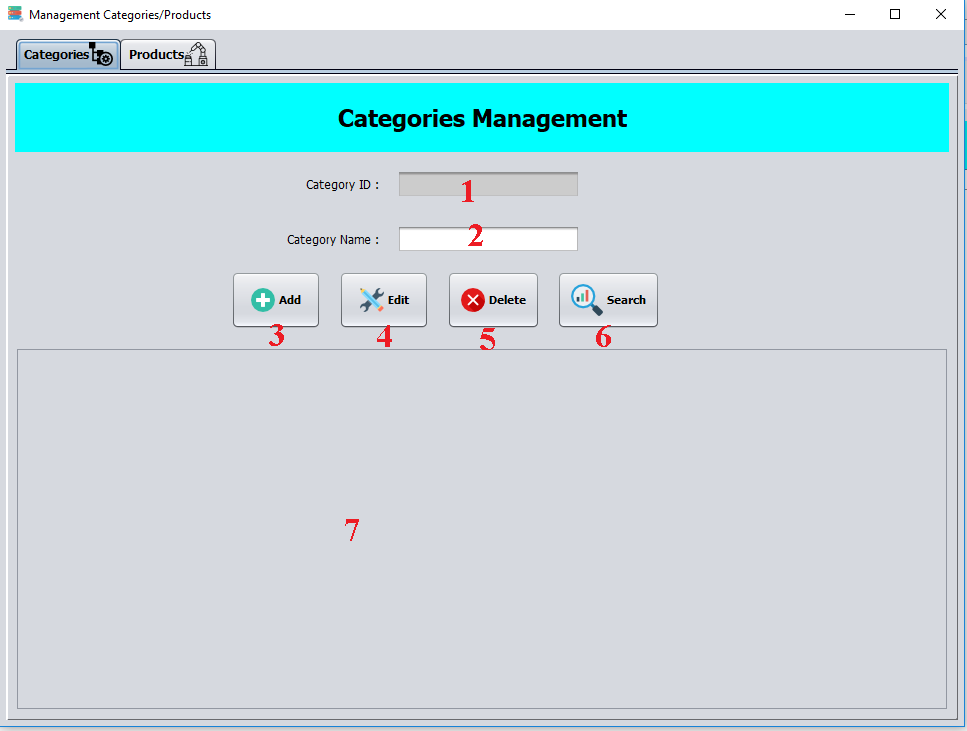 Management Categories/Products
Categories Products
Categories Management
Category ID : 1
Category Name : 2
Add Edit Delete Search
3 4 5 6
7